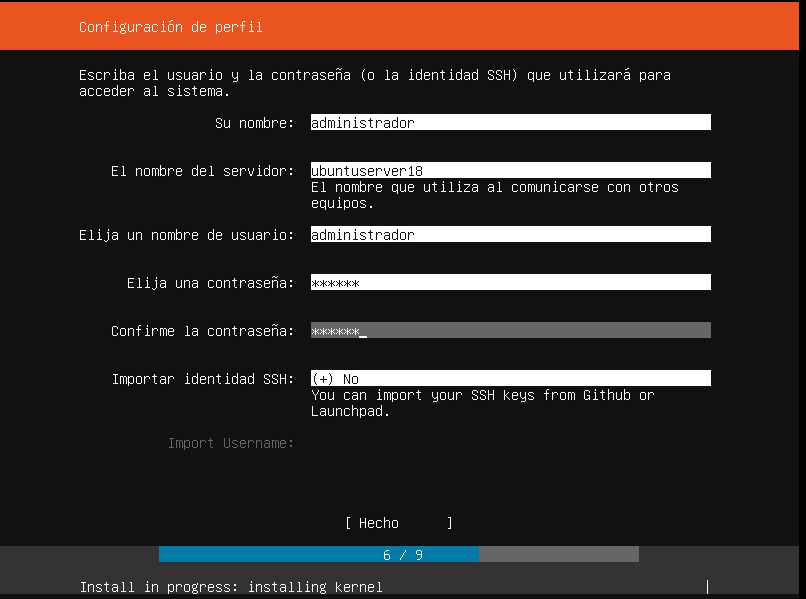 Configuración de perfil
Escriba el usuario y la contraseña (o la identidad SSH) que utilizará para
acceder al sistema.
Su nombre: administrador
El nombre del servidor: ubuntuserver18
El nombre que utiliza al comunicarse con otros
equipos.
Elija un nombre de usuario: administrador
Elija una contraseña: ******
Confirme la contraseña: ******_
Importar identidad SSH: (+) No
You can import your SSH keys from Github or
Launchpad.
Import Username:
[ Hecho ]
6 / 9
Install in progress: installing kernel |